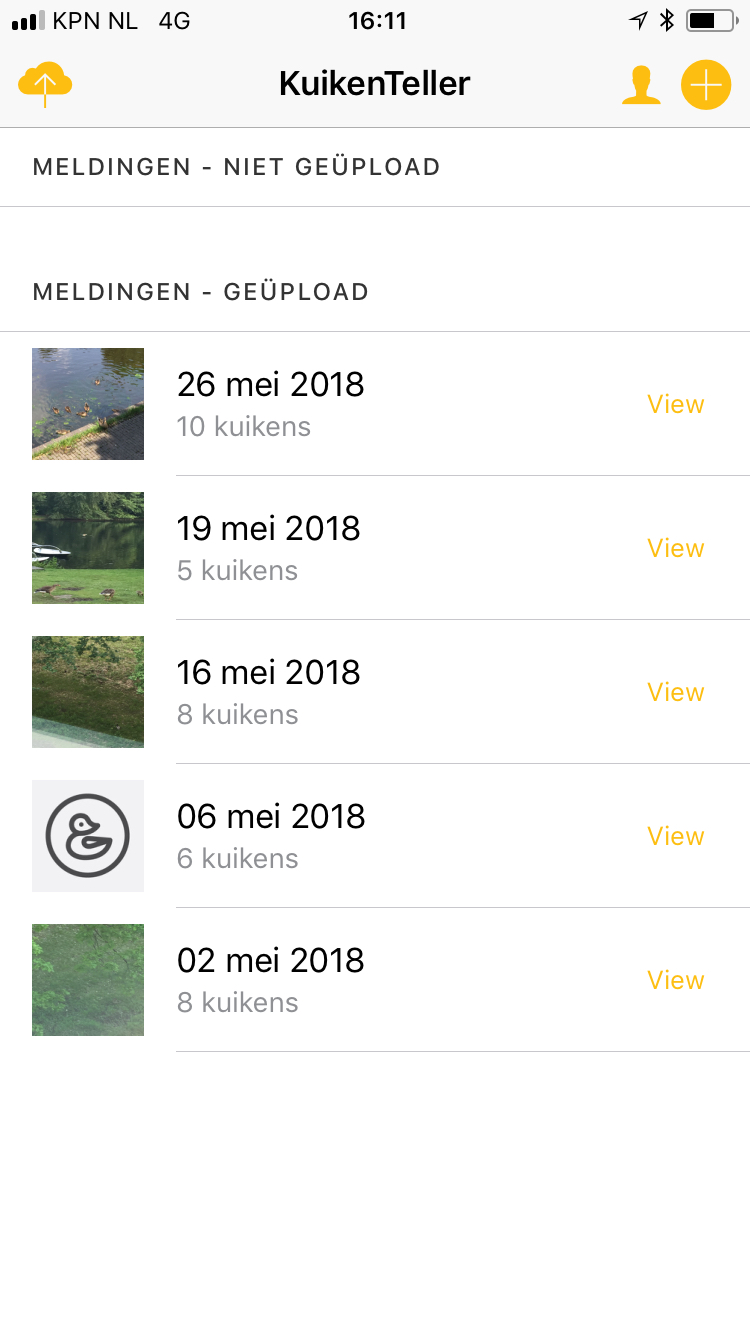 KPN NL 4G 16:11
KuikenTeller
MELDINGEN - NIET GEÜPLOAD
MELDINGEN - GEÜPLOAD
26 mei 2018
10 kuikens
View
19 mei 2018
5 kuikens
View
16 mei 2018
8 kuikens
View
06 mei 2018
6 kuikens
View
02 mei 2018
8 kuikens
View